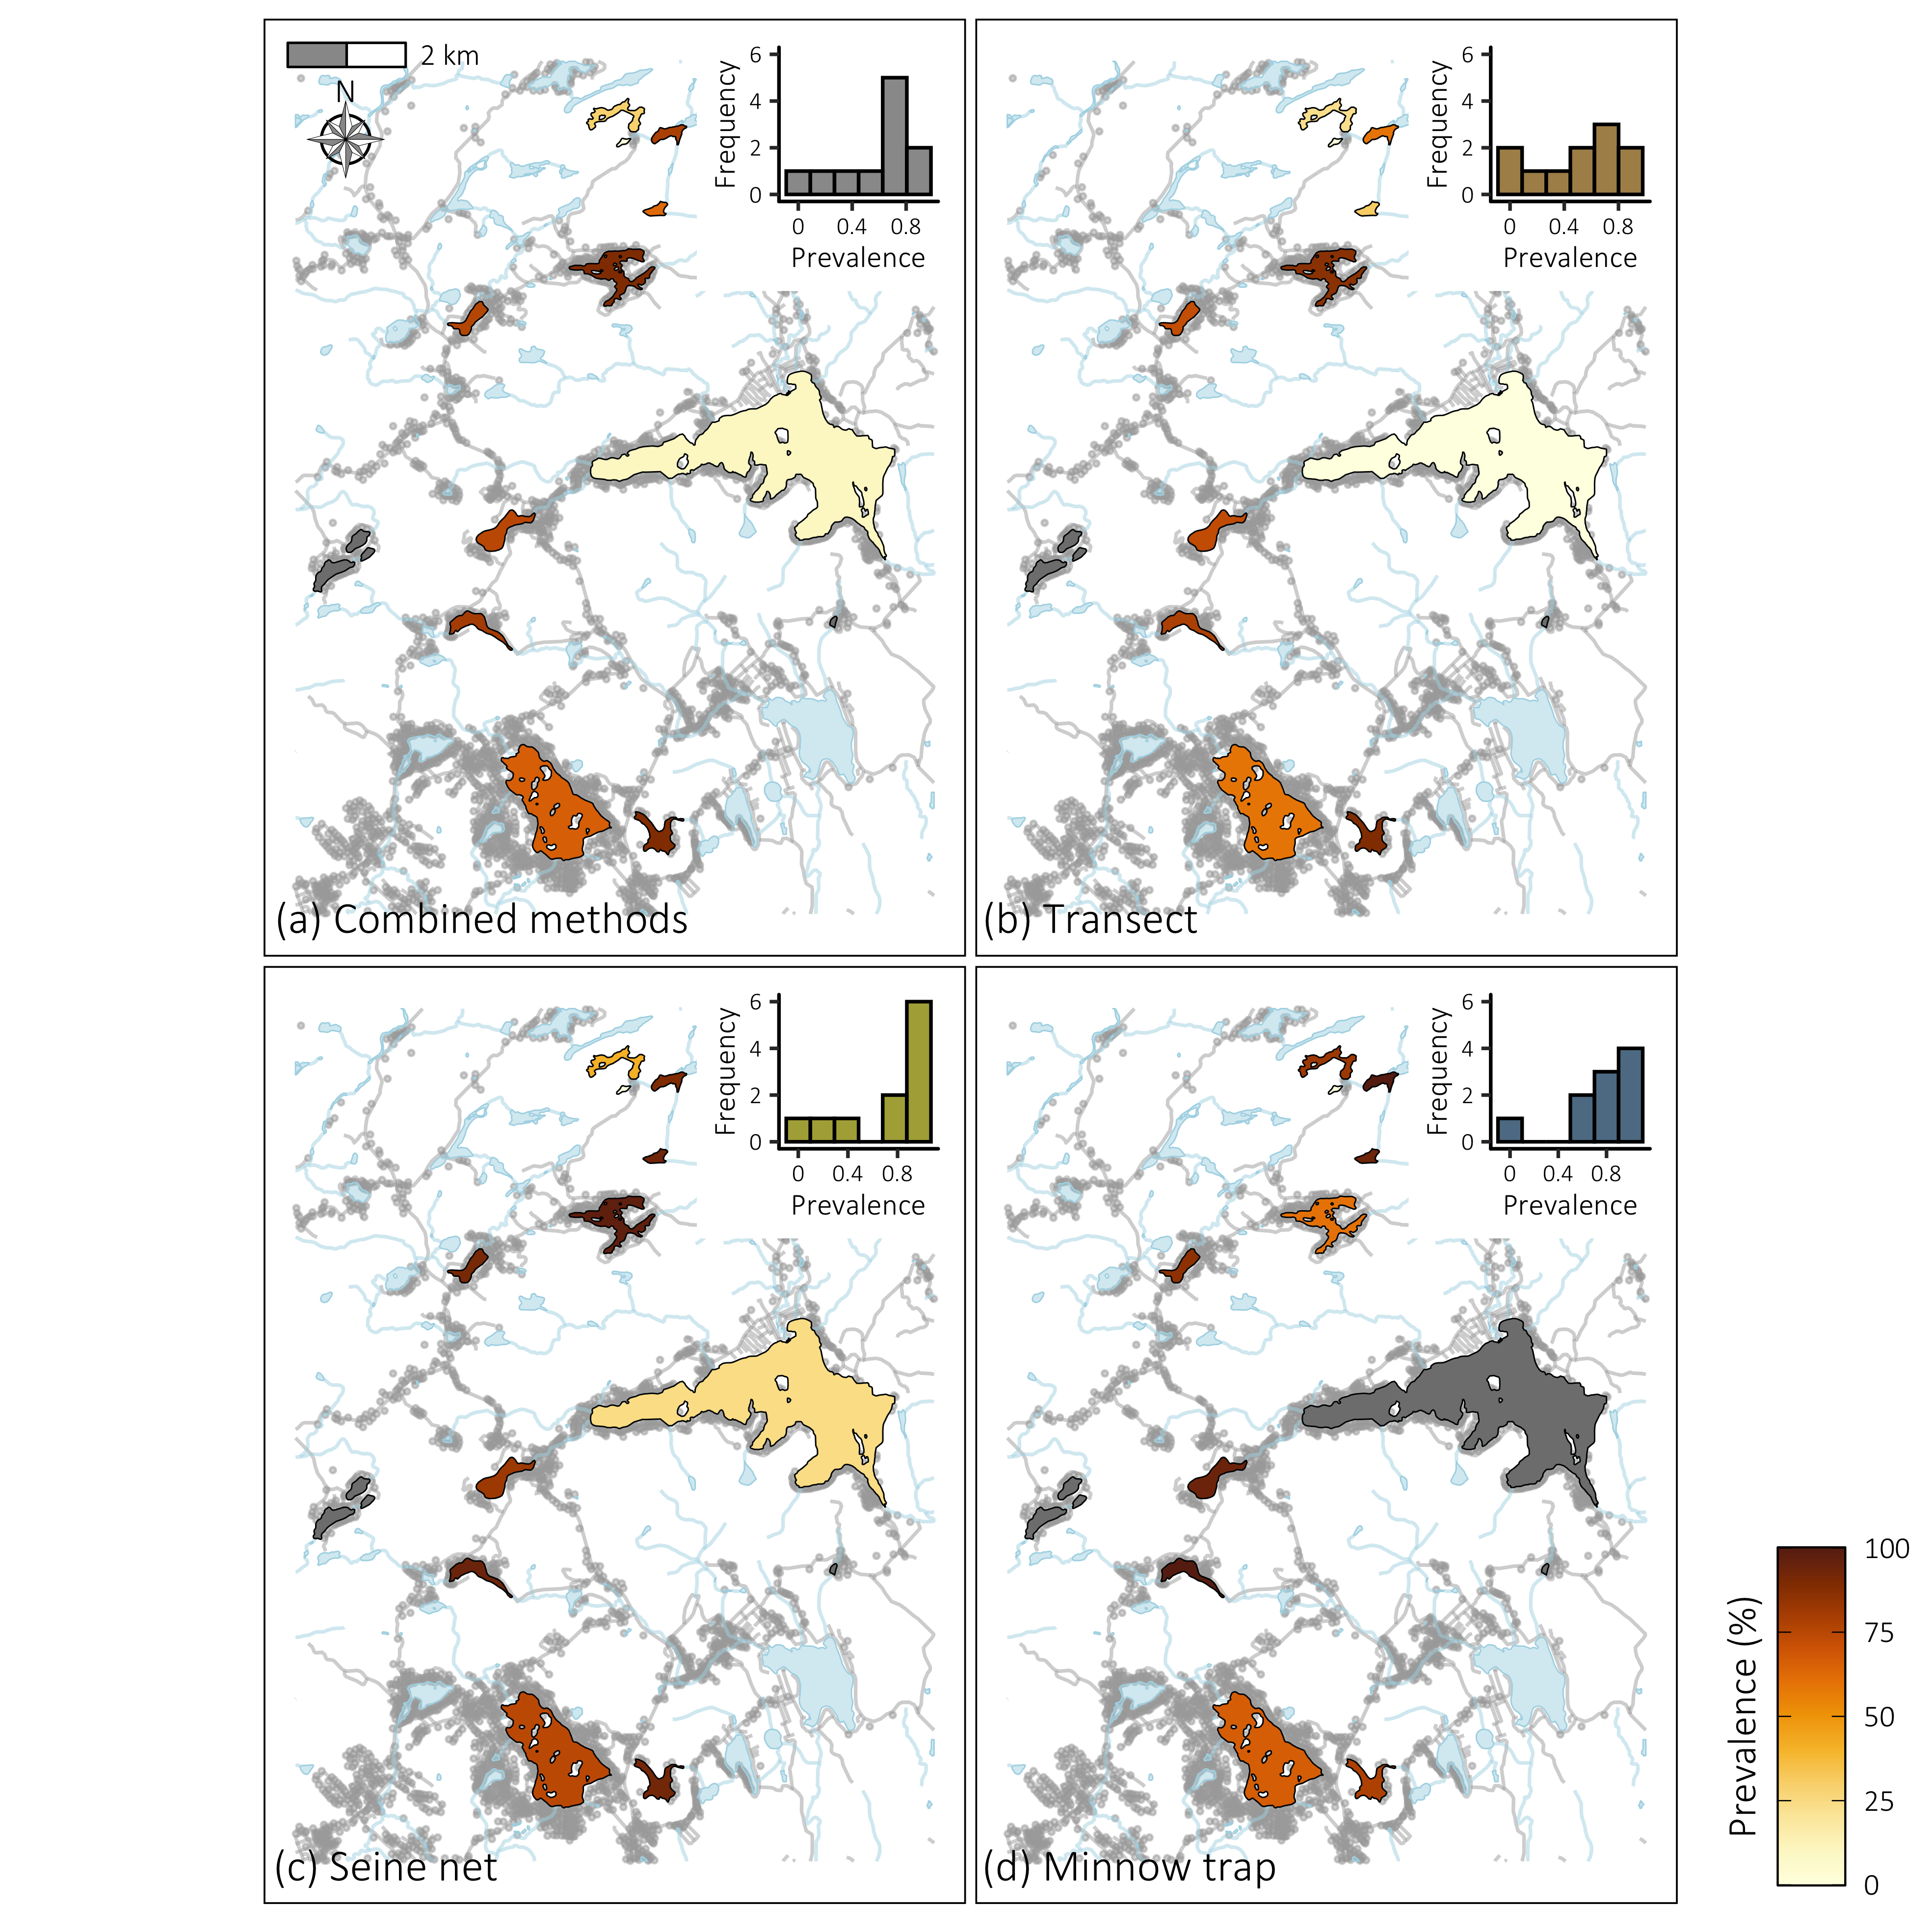 2 km
N
Frequency
6
4
2
0
0 0.4 0.8
Prevalence
(a) Combined methods
Frequency
6
4
2
0
0 0.4 0.8
Prevalence
(b) Transect
Frequency
6
4
2
0
0 0.4 0.8
Prevalence
(c) Seine net
Frequency
6
4
2
0
0 0.4 0.8
Prevalence
(d) Minnow trap
Prevalence (%)
100
75
50
25
0